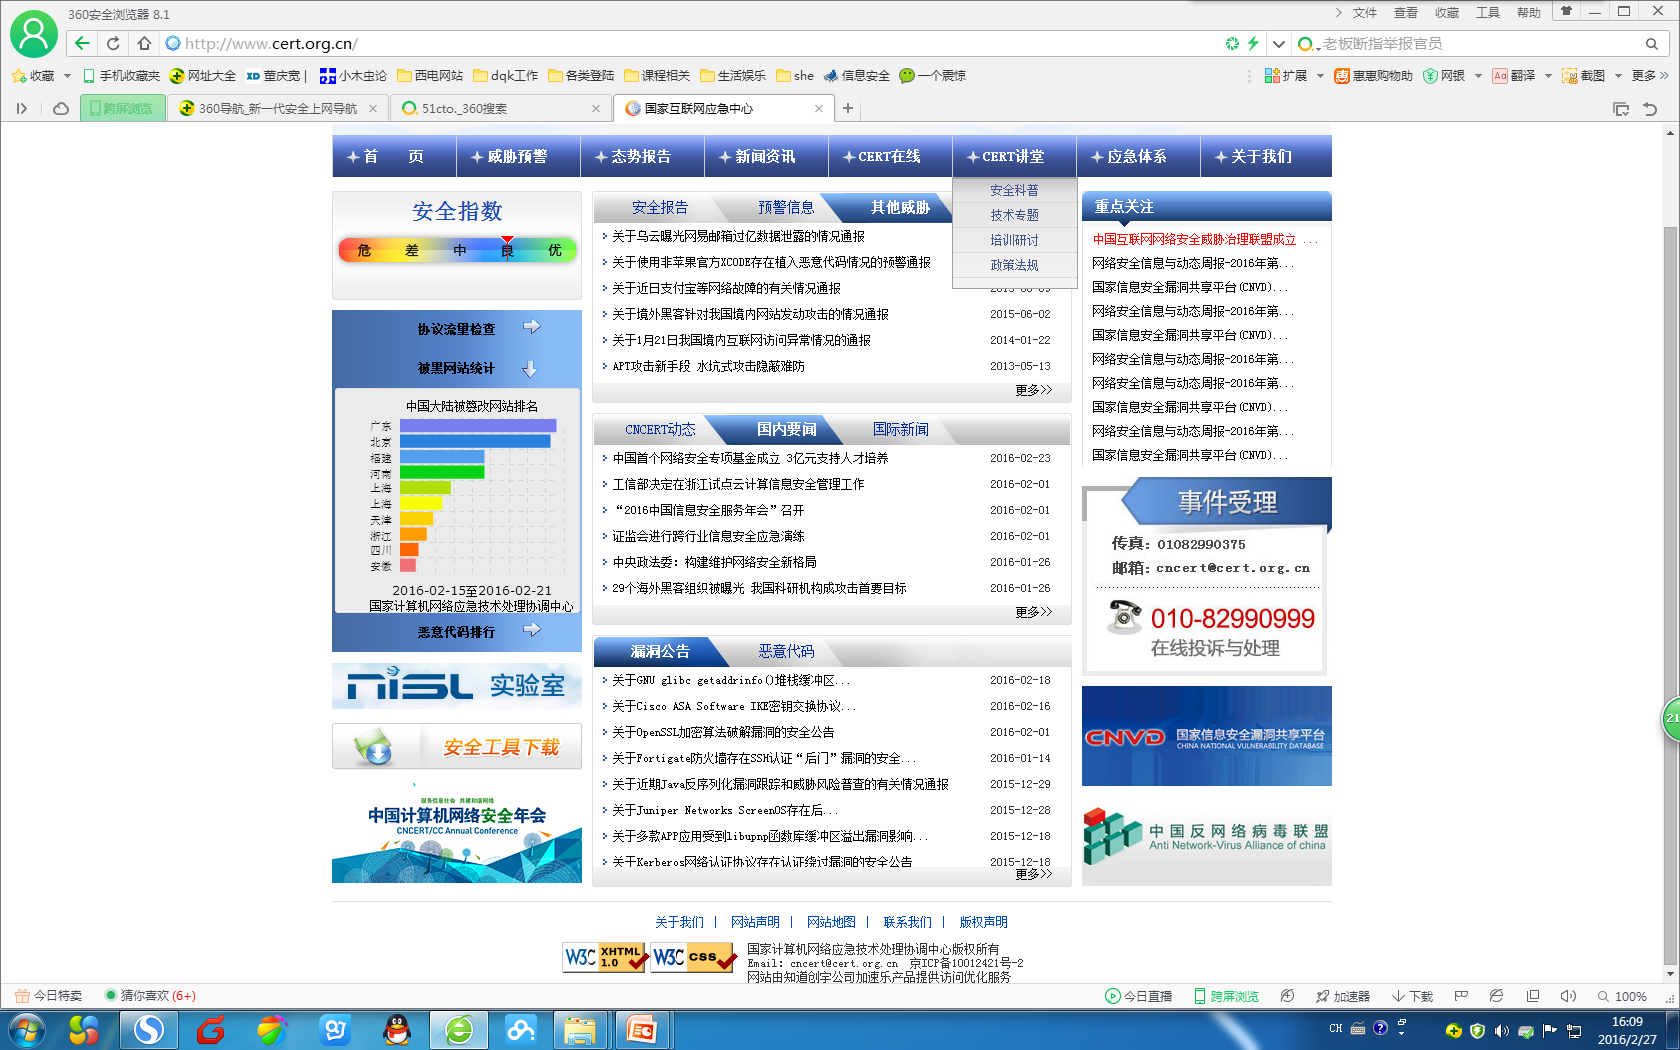 360安全浏览器 8.1
文件 查看 收藏 工具 帮助
http://www.cert.org.cn/
老板断指举报官员
收藏 手机收藏夹 网址大全 董庆宽 | 小木虫论 西电网站 dqk工作 各类登陆 课程相关 生活娱乐 she 信息安全 一个震惊
扩展 惠惠购物助 网银 翻译 截图 更多 »
跨屏浏览 360导航_新一代安全上网导航 51cto._360搜索 国家互联网应急中心
首 页 威胁预警 态势报告 新闻资讯 CERT在线 CERT讲堂 应急体系 关于我们
安全科普
技术专题
培训研讨
政策法规
安全指数
危 差 中 良 优
协议流量检查
被黑网站统计
中国大陆被篡改网站排名
广东
北京
福建
河南
上海
上海
天津
浙江
四川
安徽
2016-02-15至2016-02-21
国家计算机网络应急技术处理协调中心
恶意代码排行
NISL 实验室
安全工具下载
服务信息社会 共建和谐网络
中国计算机网络安全年会
CNCERT/CC Annual Conference
安全报告 预警信息 其他威胁
关于乌云曝光网易邮箱过亿数据泄露的情况通报
关于使用非苹果官方XCODE存在植入恶意代码情况的预警通报
关于近日支付宝等网络故障的有关情况通报
关于境外黑客针对我国境内网站发动攻击的情况通报 2015-06-02
关于1月21日我国境内互联网访问异常情况的通报 2014-01-22
APT攻击新手段 水坑式攻击隐蔽难防 2013-05-13
更多>>
CNCERT动态 国内要闻 国际新闻
中国首个网络安全专项基金成立 3亿元支持人才培养 2016-02-23
工信部决定在浙江试点云计算信息安全管理工作 2016-02-01
“2016中国信息安全服务年会”召开 2016-02-01
证监会进行跨行业信息安全应急演练 2016-02-01
中央政法委：构建维护网络安全新格局 2016-01-26
29个海外黑客组织被曝光 我国科研机构成攻击首要目标 2016-01-26
更多>>
漏洞公告 恶意代码
关于GNU glibc getaddrinfo()堆栈缓冲区... 2016-02-18
关于Cisco ASA Software IKE密钥交换协议... 2016-02-16
关于OpenSSL加密算法破解漏洞的安全公告 2016-02-01
关于Fortigate防火墙存在SSH认证“后门”漏洞的安全... 2016-01-14
关于近期Java反序列化漏洞跟踪和威胁风险普查的有关情况通报 2015-12-29
关于Juniper Networks ScreenOS存在后... 2015-12-28
关于多款APP应用受到libupnp函数库缓冲区溢出漏洞影响... 2015-12-18
关于Kerberos网络认证协议存在认证绕过漏洞的安全公告 2015-12-18
更多>>
重点关注
中国互联网网络安全威胁治理联盟成立 ...
网络安全信息与动态周报-2016年第...
国家信息安全漏洞共享平台(CNVD)...
网络安全信息与动态周报-2016年第...
国家信息安全漏洞共享平台(CNVD)...
网络安全信息与动态周报-2016年第...
网络安全信息与动态周报-2016年第...
国家信息安全漏洞共享平台(CNVD)...
网络安全信息与动态周报-2016年第...
国家信息安全漏洞共享平台(CNVD)...
事件受理
传真：01082990375
邮箱：cncert@cert.org.cn
010-82990999
在线投诉与处理
CNVD 国家信息安全漏洞共享平台
CHINA NATIONAL VULNERABILITY DATABASE
中国反网络病毒联盟
Anti Network-Virus Alliance of china
关于我们 | 网站声明 | 网站地图 | 联系我们 | 版权声明
W3C XHTML 1.0 W3C CSS
国家计算机网络应急技术处理协调中心版权所有
Email：cncert@cert.org.cn 京ICP备10012421号-2
网站由知道创宇公司加速乐产品提供访问优化服务
今日特卖 猜你喜欢 (6+)
今日直播 跨屏浏览 加速器 下载 100%
CH
16:09
2016/2/27